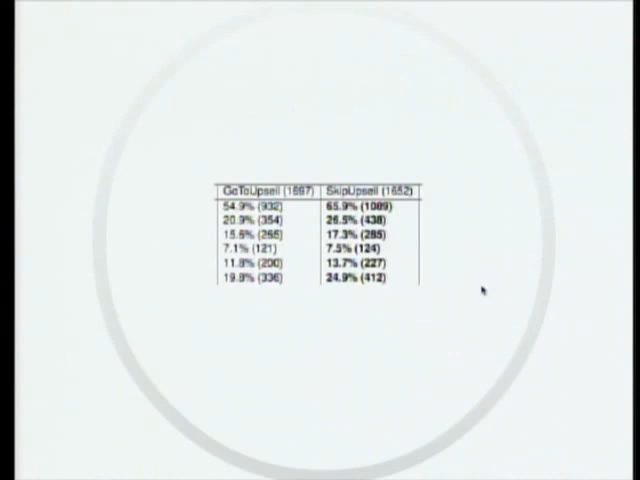 GoToUpsell (1697) SkipUpsell (1652)
54.9% (932) 65.9% (1089)
20.9% (354) 26.5% (438)
15.6% (265) 17.3% (285)
7.1% (121) 7.5% (124)
11.8% (200) 13.7% (227)
19.8% (336) 24.9% (412)